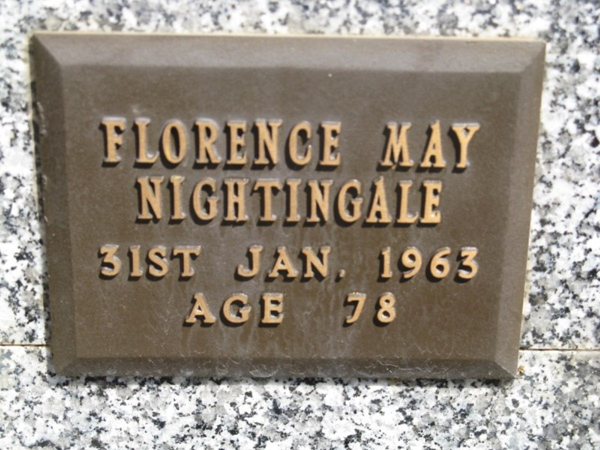 FLORENCE MAY
NIGHTINGALE
31ST JAN. 1963
AGE 78